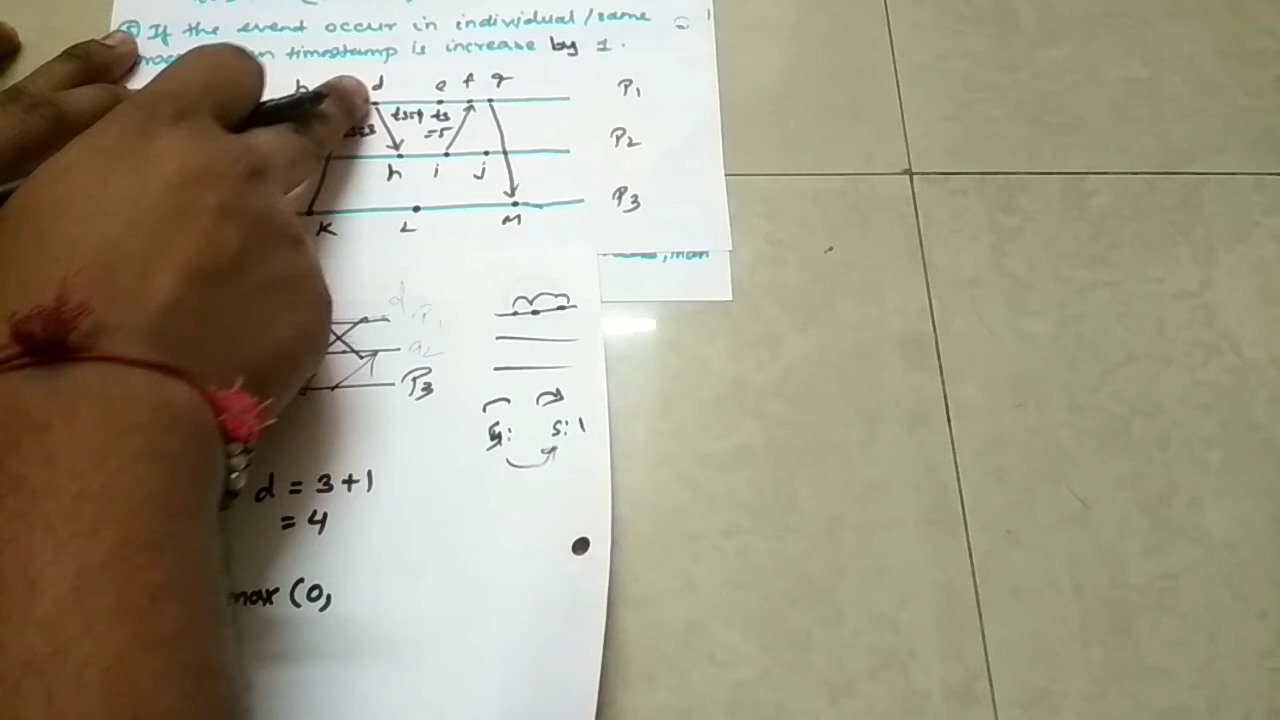 If the event occur in individual/same
timestamp is increase by 1.
b d e f g P1
ts=4 ts
=5
P2
h i j
P3
K L M
,man
d P1
P3
S: 1
d = 3+1
= 4
max (0,